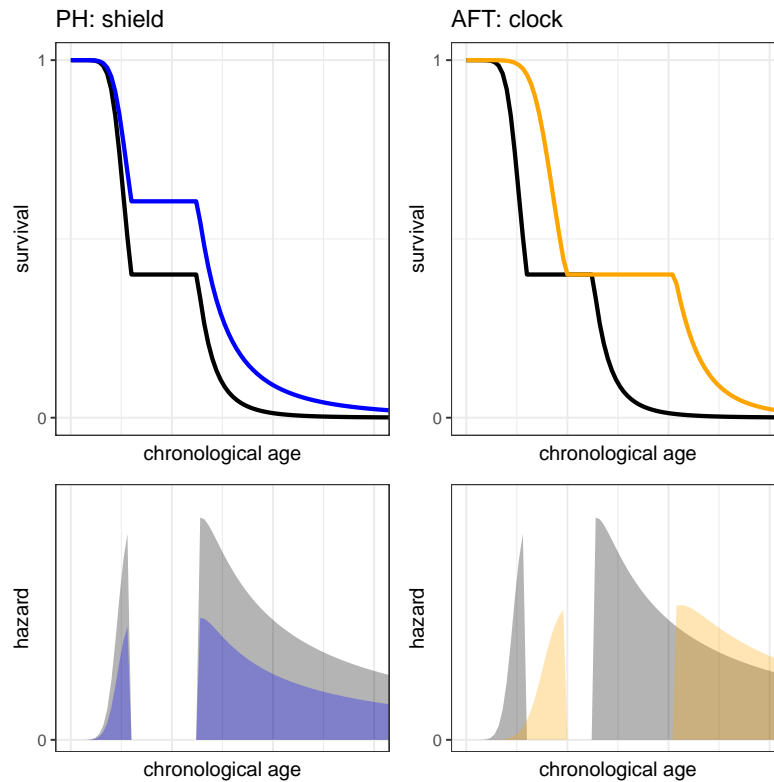 PH: shield
AFT: clock
1
survival
0
chronological age
1
survival
0
chronological age
hazard
0
chronological age
hazard
0
chronological age